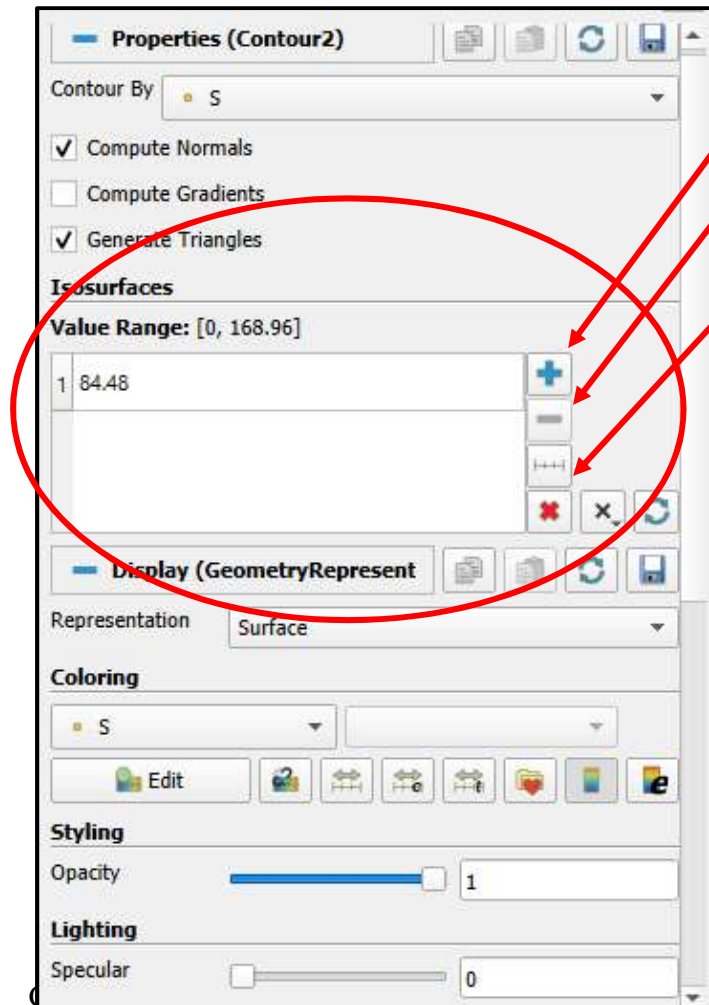 Properties (Contour2)
Contour By S
Compute Normals
Compute Gradients
Generate Triangles
Isosurfaces
Value Range: [0, 168.96]
1 84.48
Display (GeometryRepresent
Representation Surface
Coloring
S
Edit
Styling
Opacity 1
Lighting
Specular 0